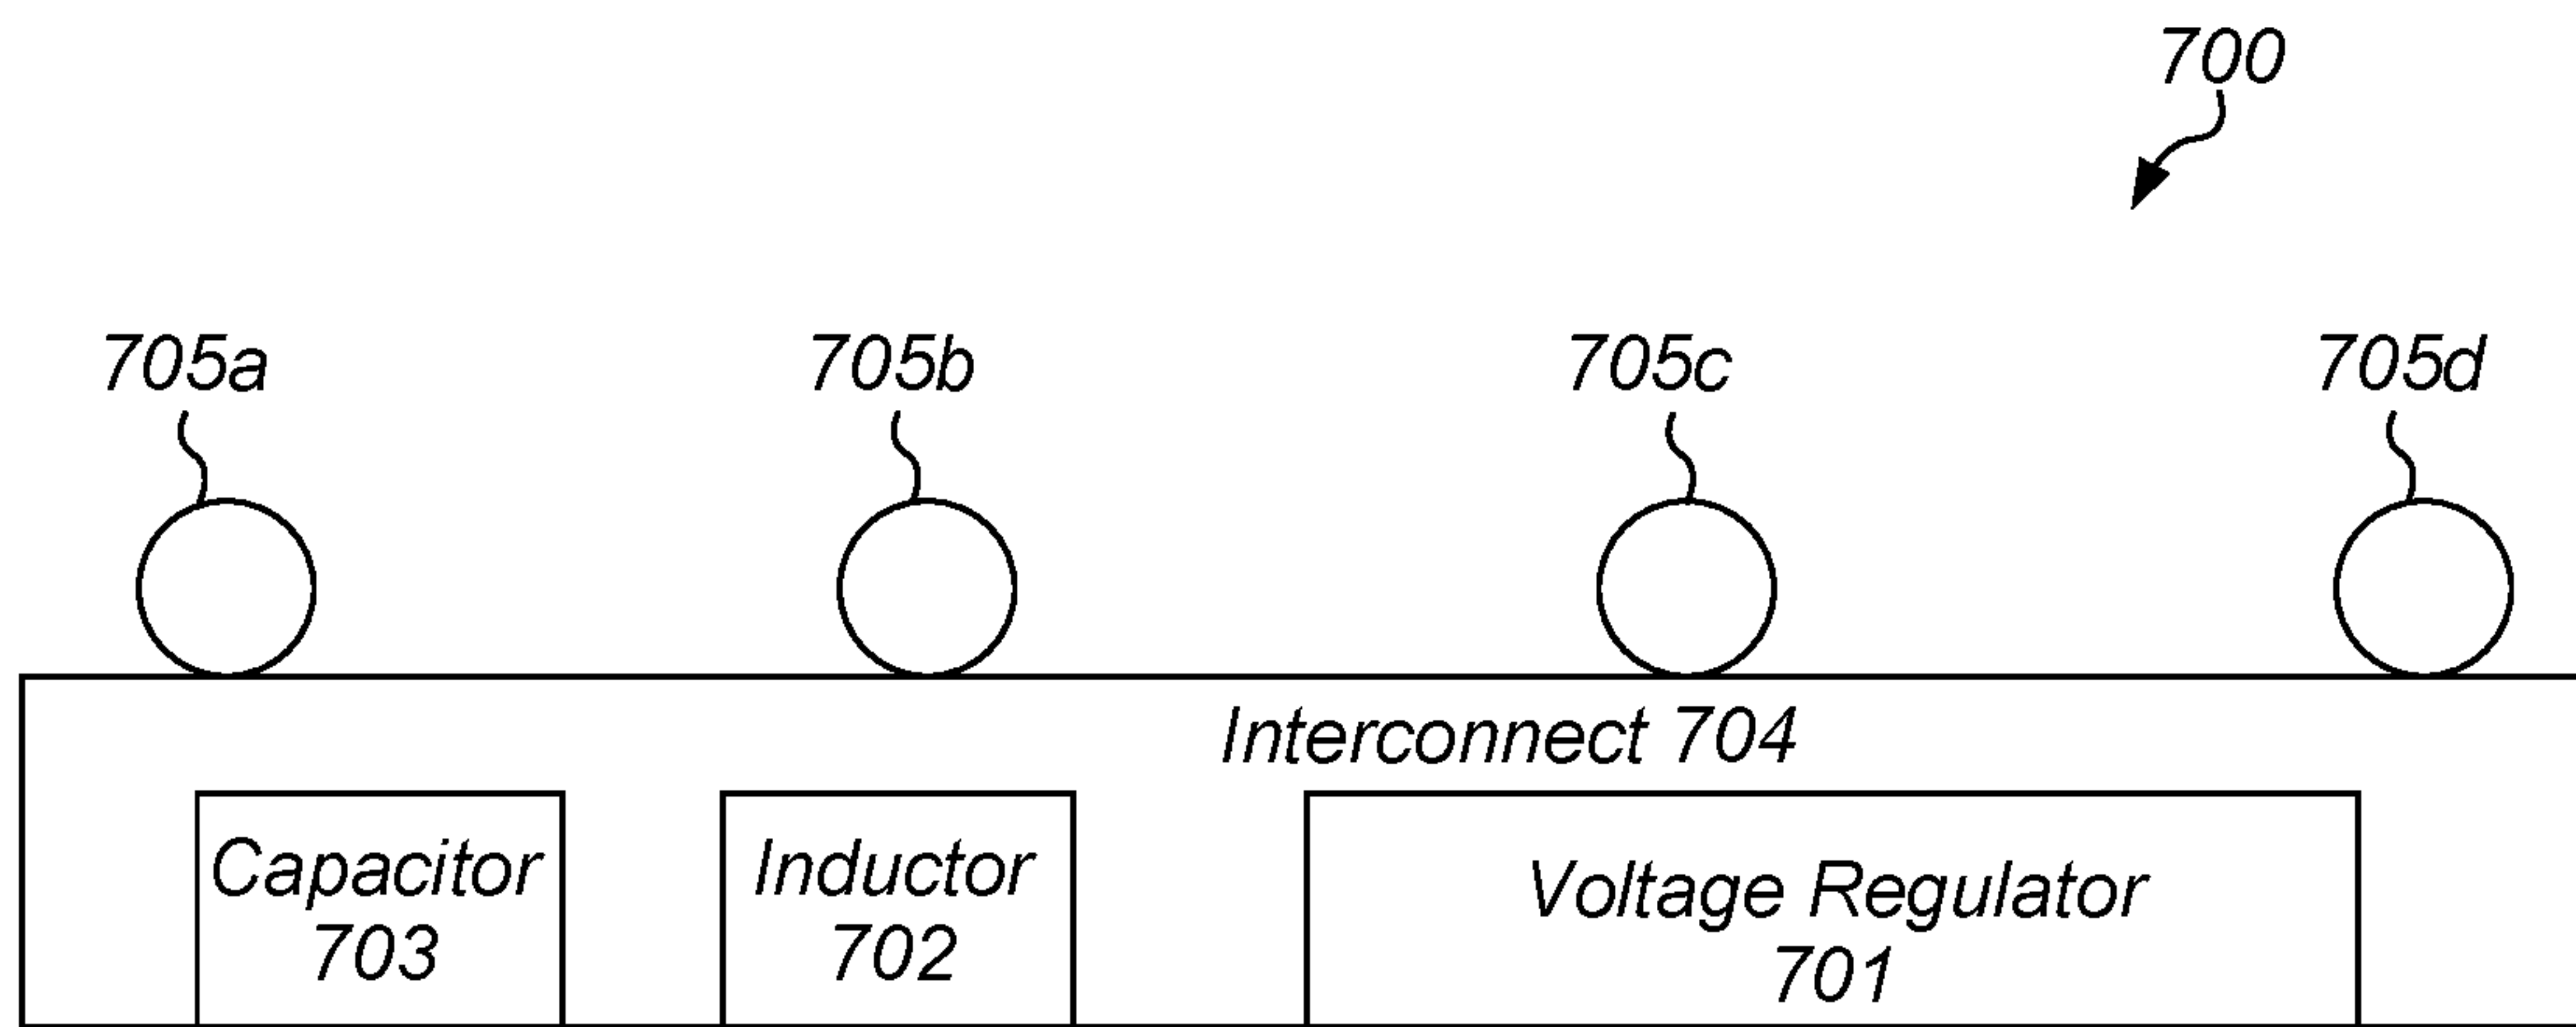 700
705a 705b 705c 705d
Interconnect 704
Capacitor
703
Inductor
702
Voltage Regulator
701